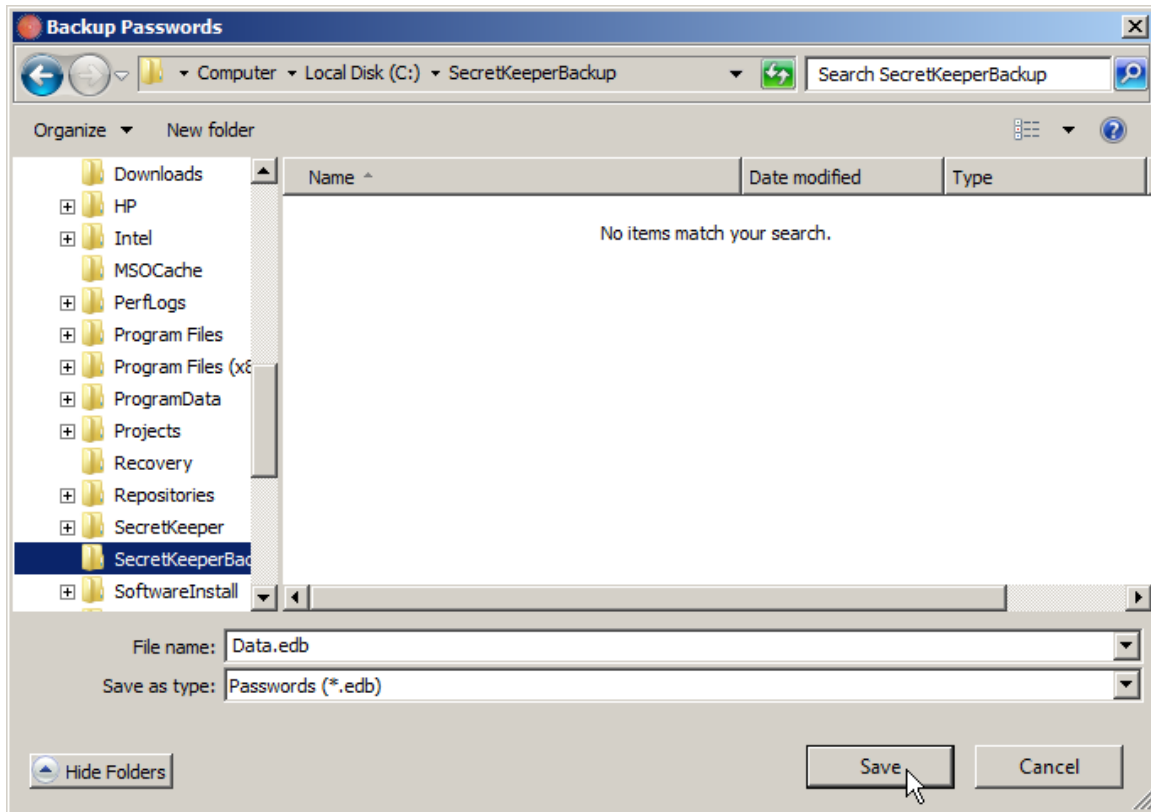 Backup Passwords
Computer Local Disk (C:) SecretKeeperBackup Search SecretKeeperBackup
Organize New folder
Name Date modified Type
No items match your search.
Downloads
HP
Intel
MSOCache
PerfLogs
Program Files
Program Files (x8
ProgramData
Projects
Recovery
Repositories
SecretKeeper
SecretKeeperBac
SoftwareInstall
File name: Data.edb
Save as type: Passwords (*.edb)
Hide Folders Save Cancel